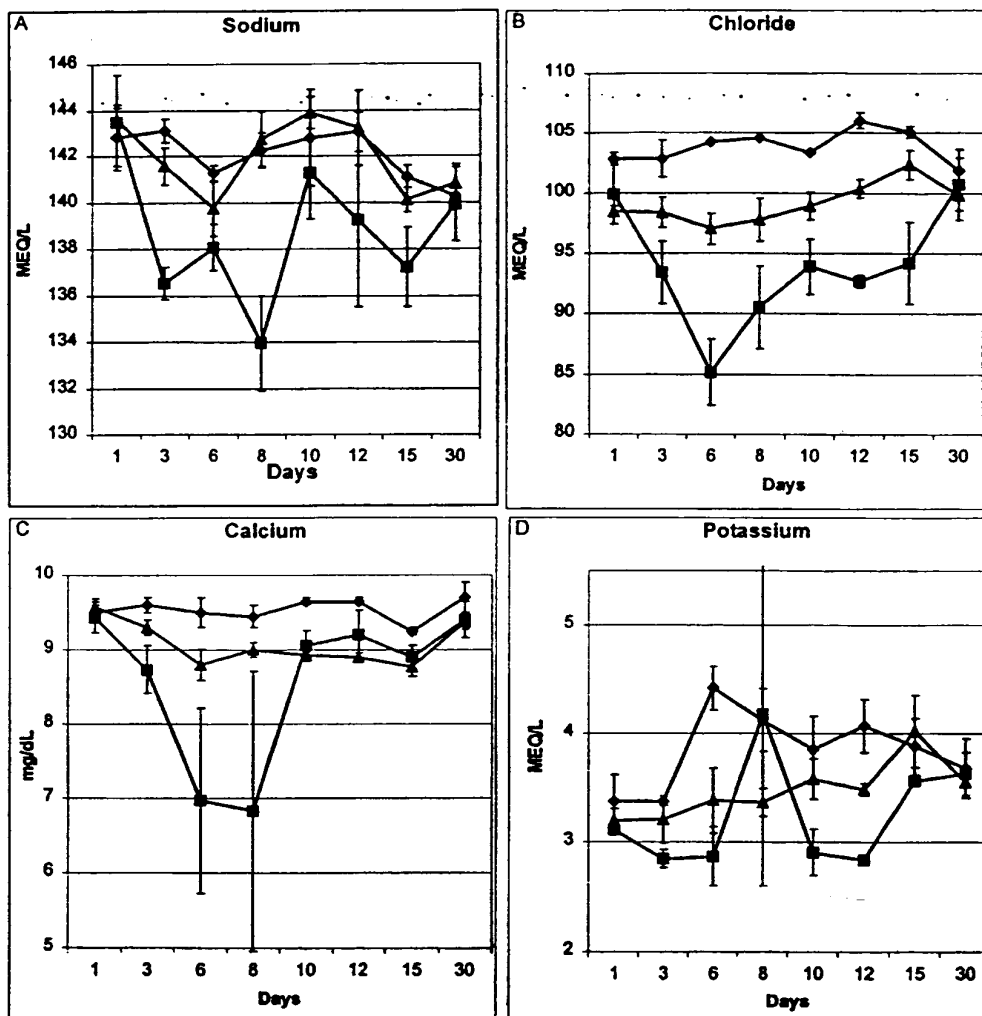 A
Sodium
146
144
142
140
138
136
134
132
130
MEQ/L
1 3 6 8 10 12 15 30
Days
B
Chloride
110
105
100
95
90
85
80
MEQ/L
1 3 6 8 10 12 15 30
Days
C
Calcium
10
9
8
7
6
5
mg/dL
1 3 6 8 10 12 15 30
Days
D
Potassium
5
4
3
2
MEQ/L
1 3 6 8 10 12 15 30
Days